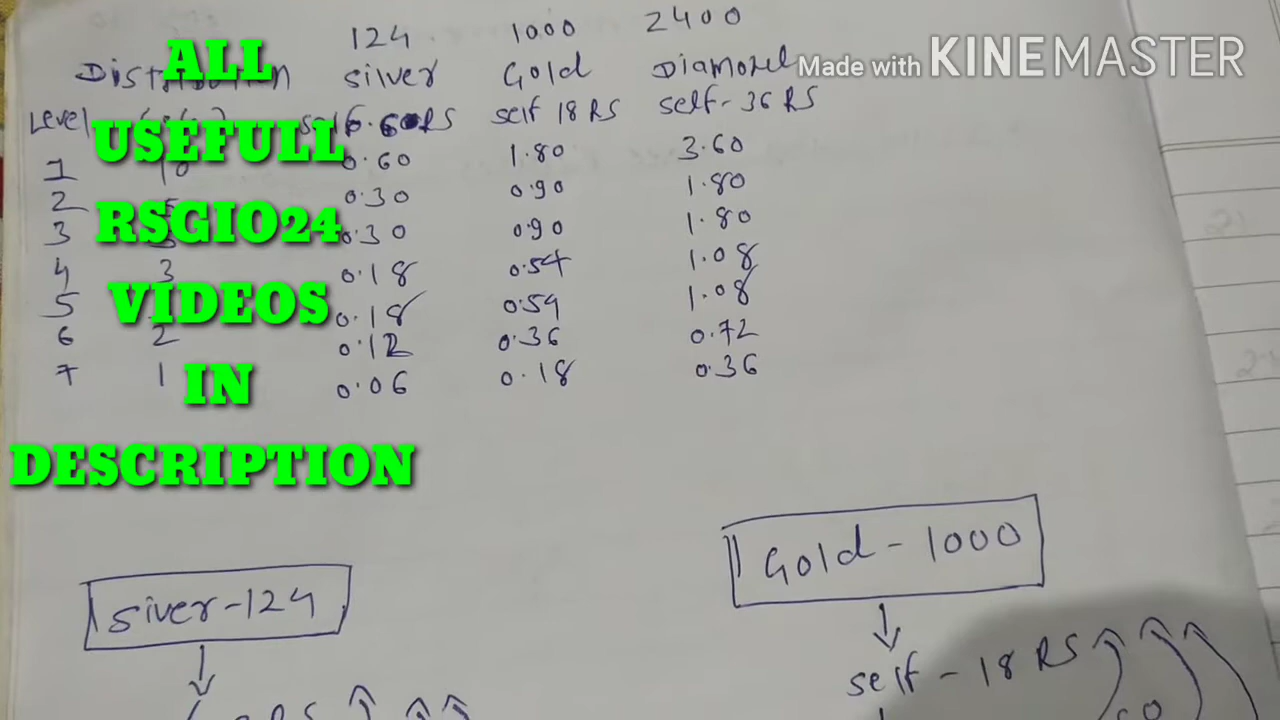 124 1000 2400
Silver Gold Diamond
Made with KINEMASTER
Level self 18 RS self-36 RS
1 10 0.60 1.80 3.60
2 5 0.30 0.90 1.80
3 5 0.30 0.90 1.80
4 3 0.18 0.54 1.08
5 0.18 0.54 1.08
6 2 0.12 0.36 0.72
7 1 0.06 0.18 0.36
ALL
USEFULL
RSGIO24
VIDEOS
IN
DESCRIPTION
Gold-1000
Siver-124
self-18 RS